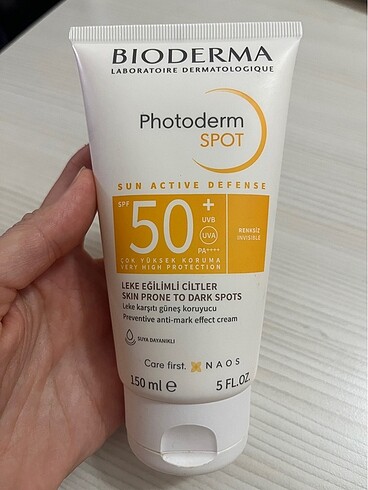 BIODERMA
LABORATOIRE DERMATOLOGIQUE
Photoderm
SPOT
SUN ACTIVE DEFENSE
SPF 50+
UVB
UVA
PA++++
RENKSİZ
INVISIBLE
ÇOK YÜKSEK KORUMA
VERY HIGH PROTECTION
LEKE EĞİLİMLİ CİLTLER
SKIN PRONE TO DARK SPOTS
Leke karşıtı güneş koruyucu
Preventive anti-mark effect cream
SUYA DAYANIKLI
Care first. NAOS
150 ml ℮ 5 FL.OZ.